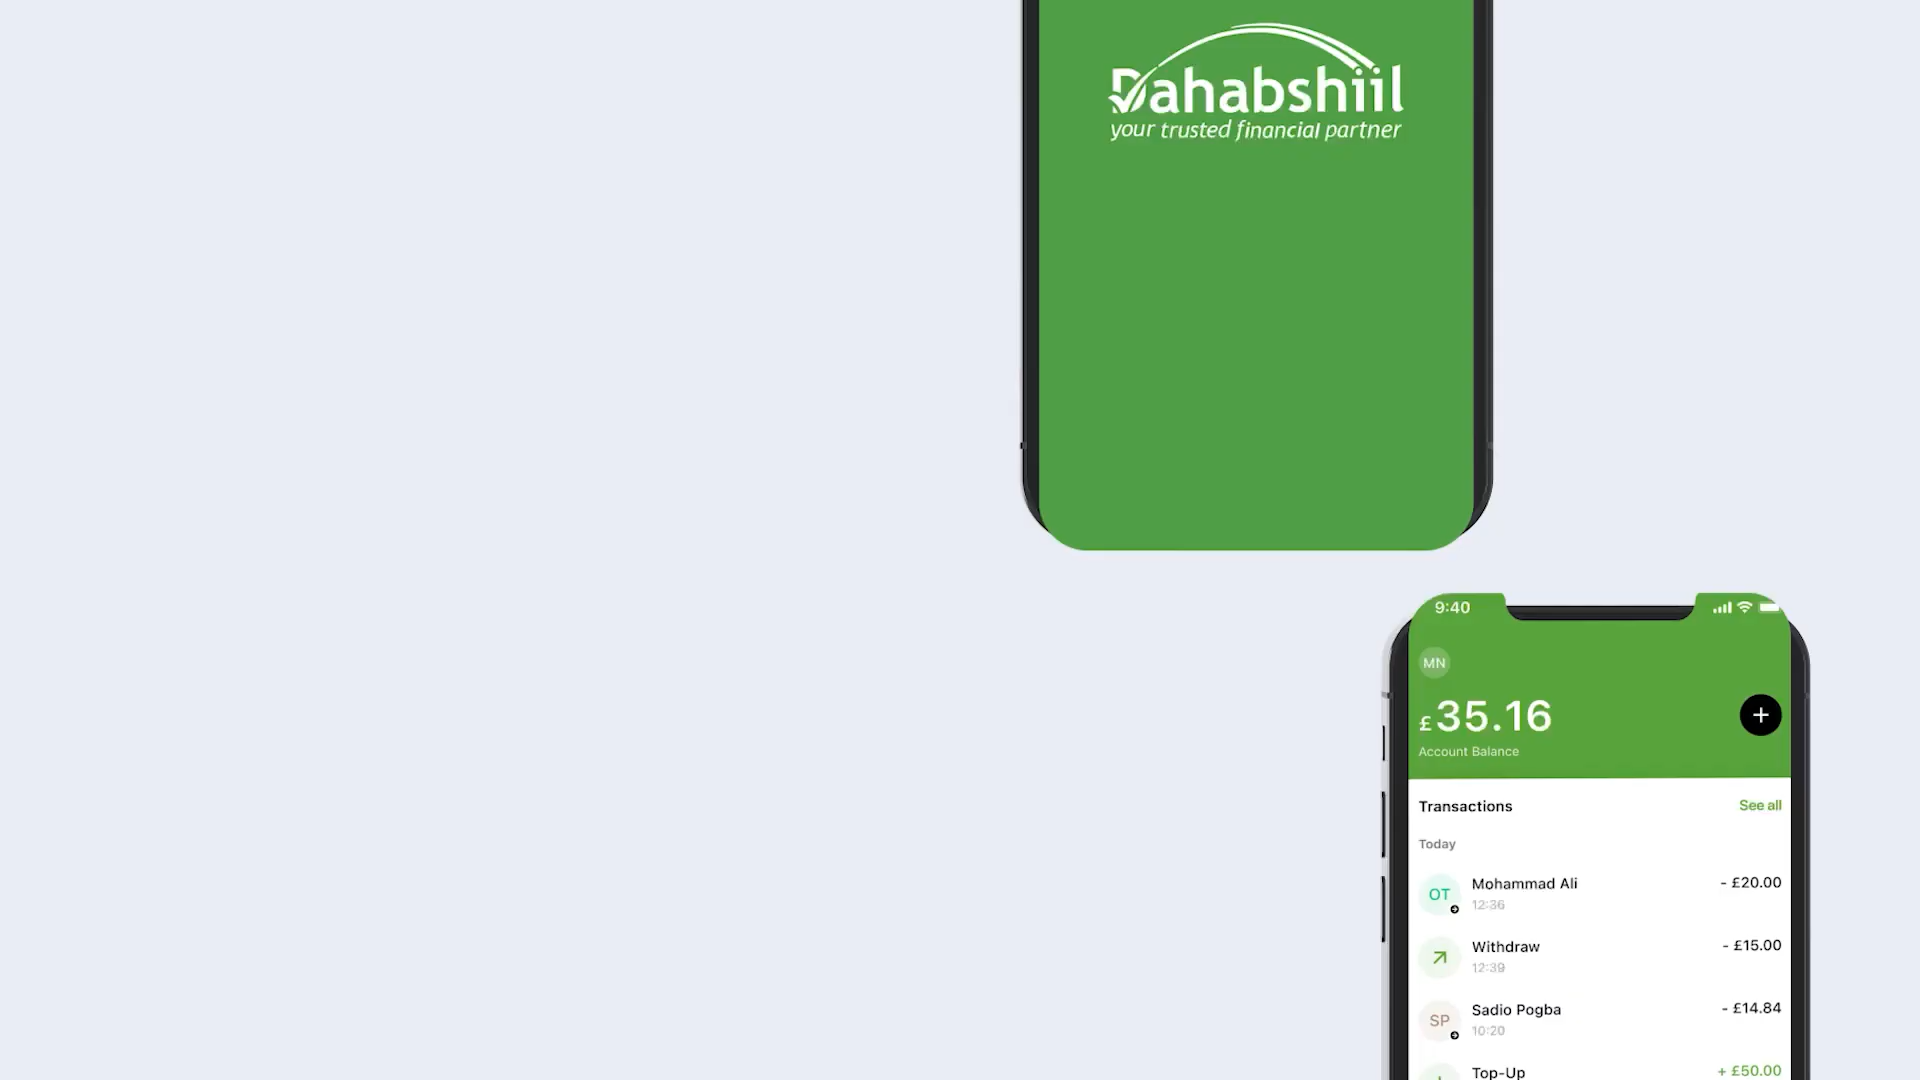 Dahabshiil
your trusted financial partner
9:40
MN
£35.16
Account Balance
Transactions
See all
Today
OT
Mohammad Ali
- £20.00
12:36
Withdraw
- £15.00
12:39
SP
Sadio Pogba
- £14.84
10:20
Top-Up
+ £50.00